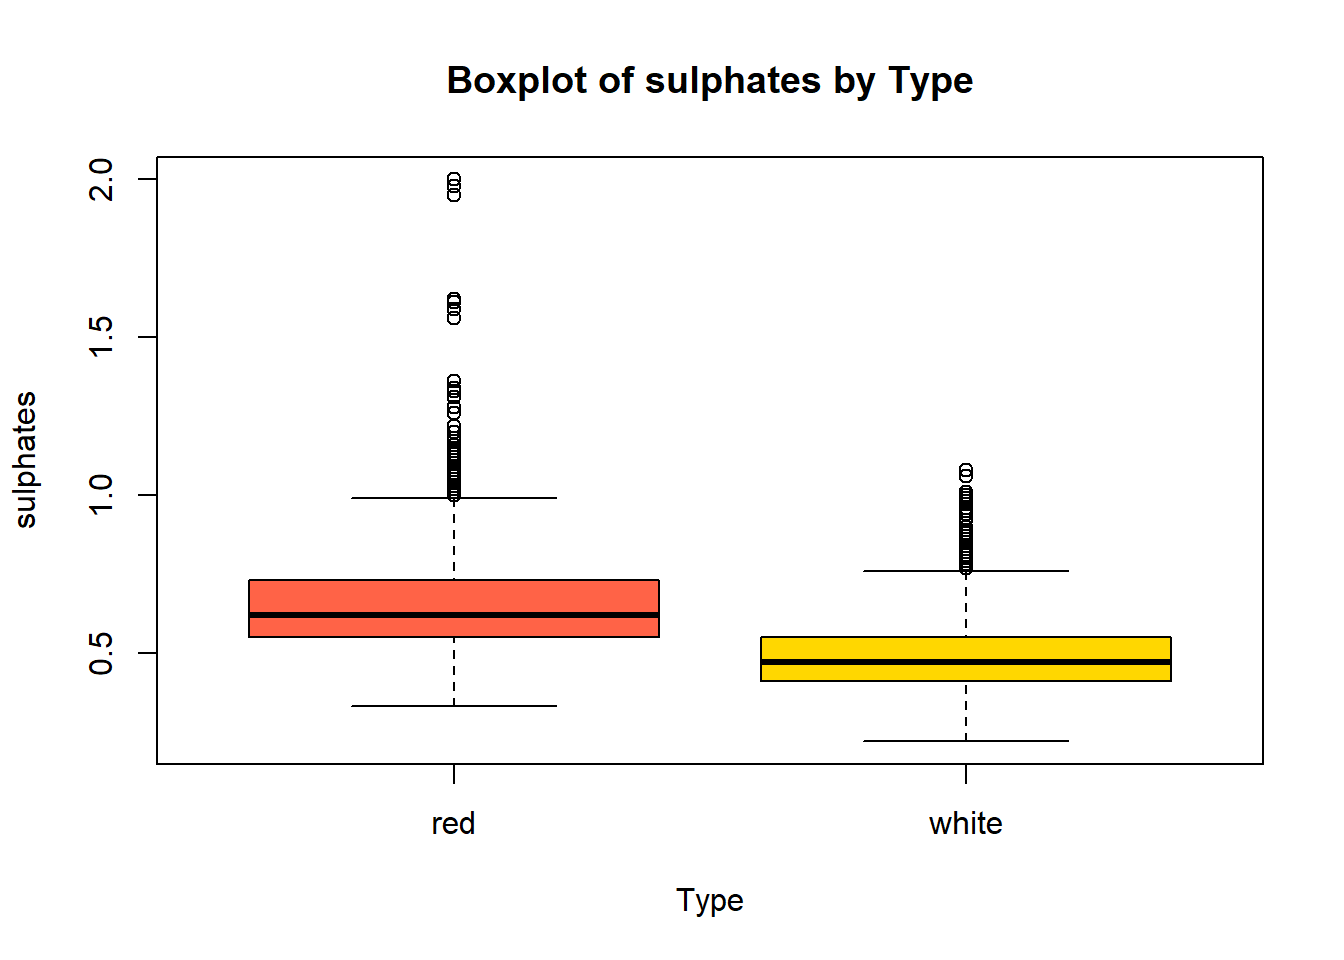 Boxplot of sulphates by Type
sulphates
2.0
1.5
1.0
0.5
red white
Type